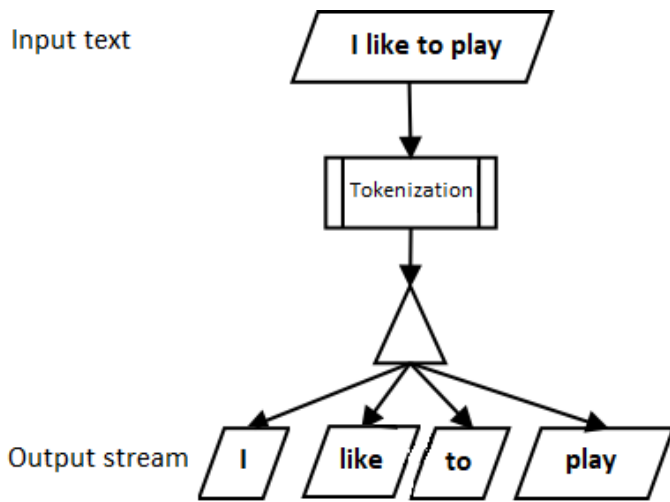 Input text
I like to play
Tokenization
Output stream
I
like
to
play